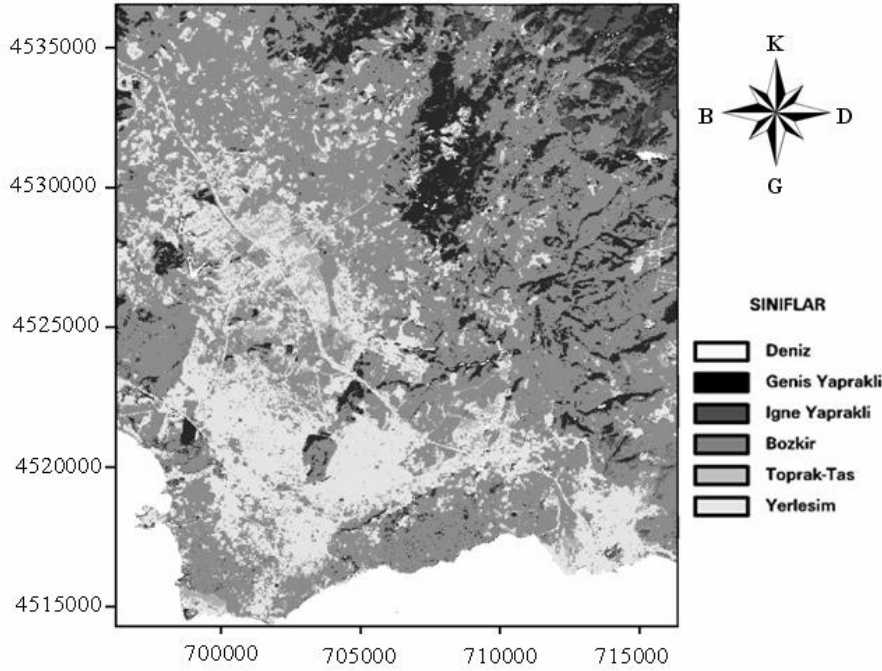 4535000
4530000
4525000
4520000
4515000
700000
705000
710000
715000
K
B
D
G
SINIFLAR
Deniz
Genis Yaprakli
Igne Yaprakli
Bozkir
Toprak-Tas
Yerlesim